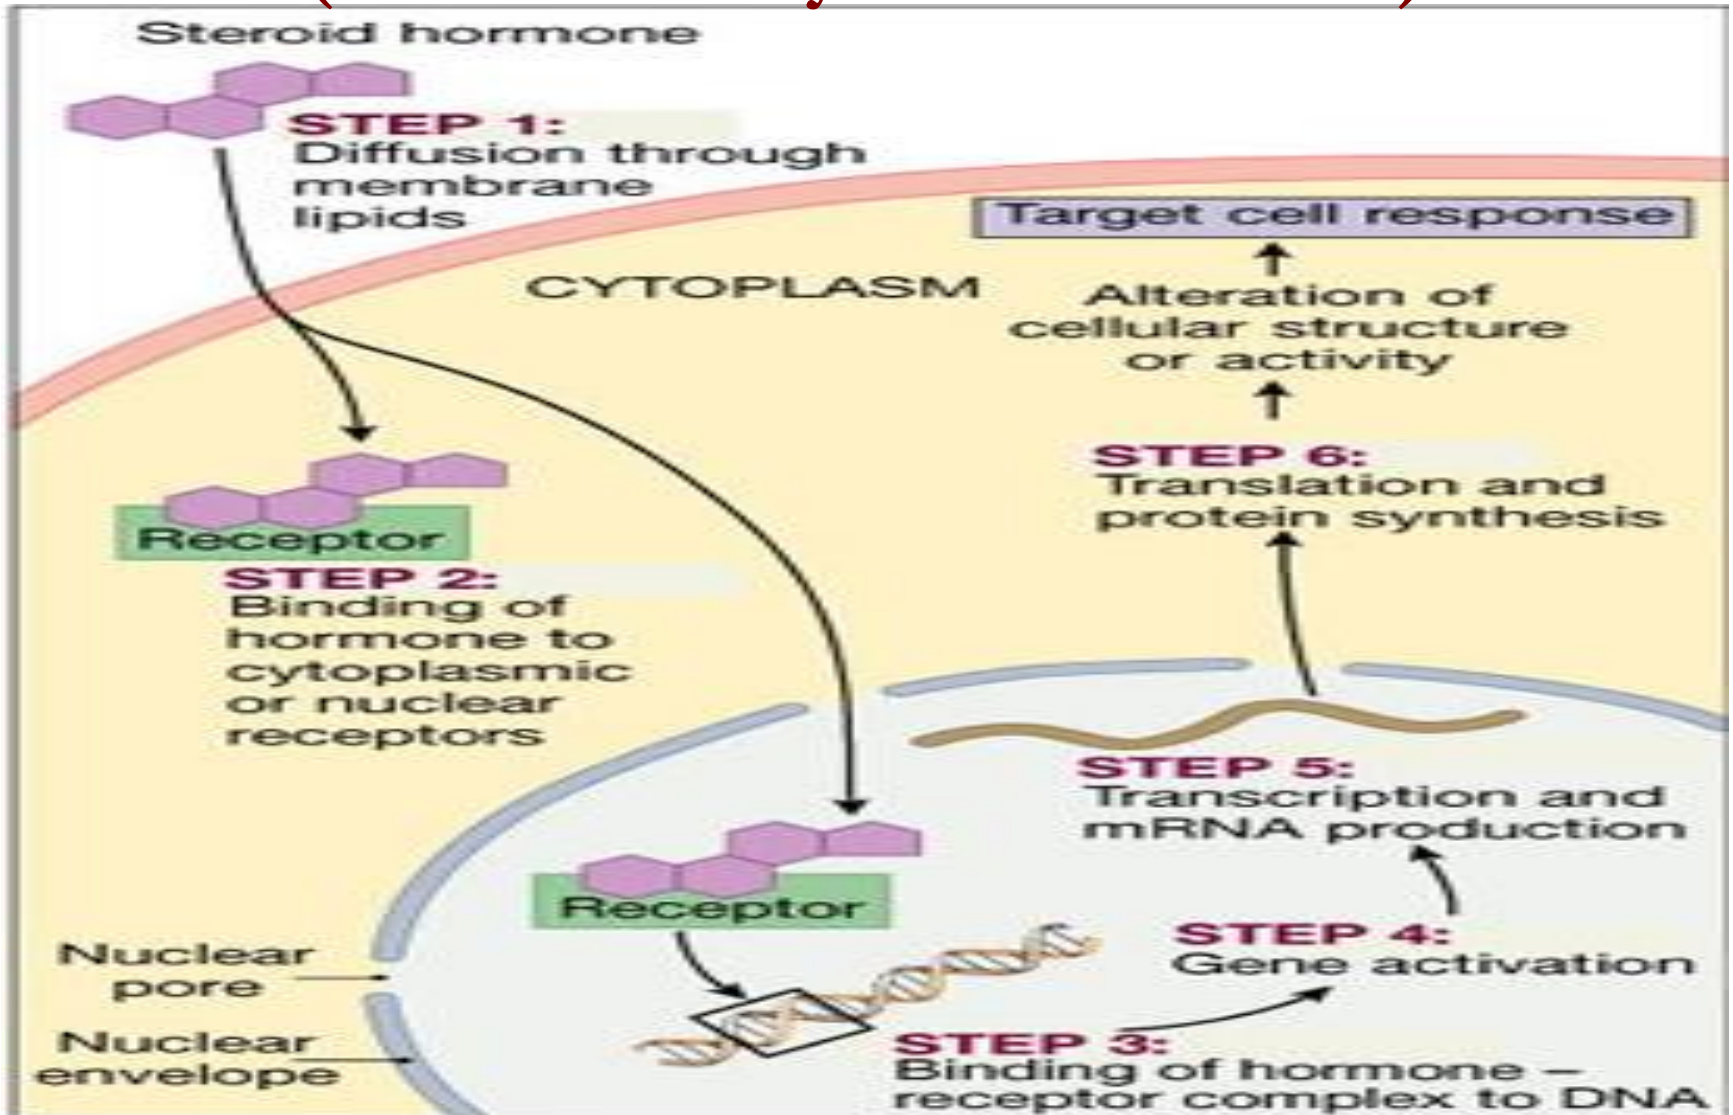 Steroid hormone
STEP 1:
Diffusion through
membrane
lipids
Target cell response
CYTOPLASM
Alteration of
cellular structure
or activity
STEP 6:
Translation and
protein synthesis
Receptor
STEP 2:
Binding of
hormone to
cytoplasmic
or nuclear
receptors
STEP 5:
Transcription and
mRNA production
Receptor
STEP 4:
Gene activation
Nuclear
pore
STEP 3:
Binding of hormone –
receptor complex to DNA
Nuclear
envelope